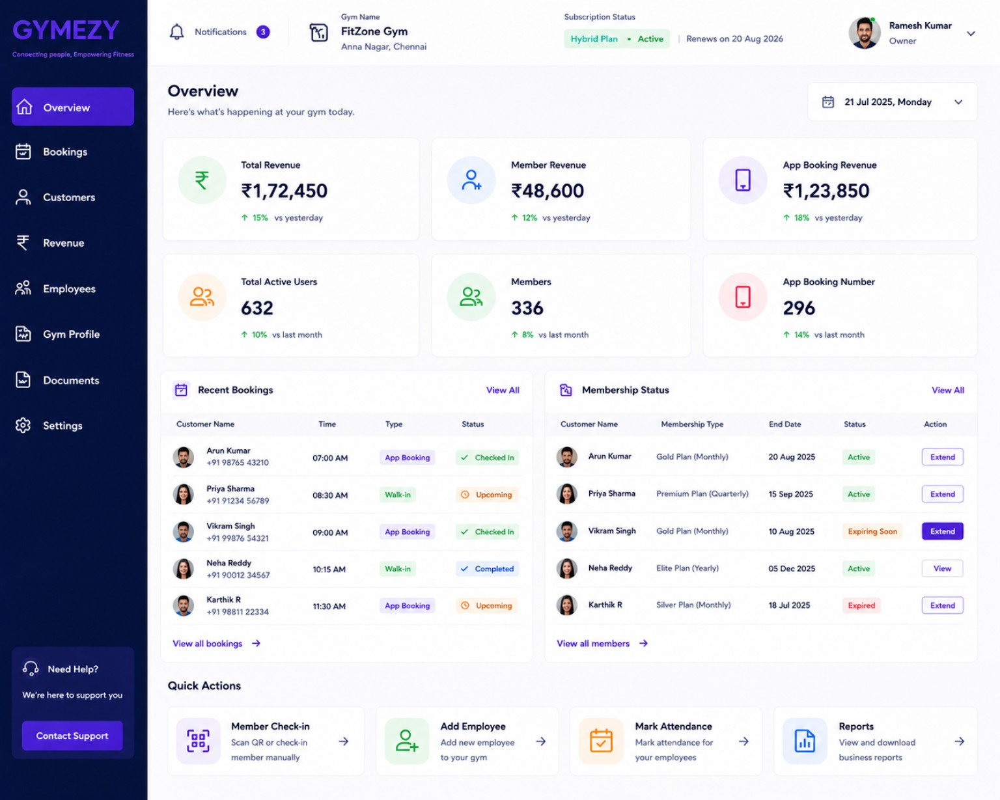 GYMEZY
Connecting people, Empowering Fitness
Overview
Bookings
Customers
Revenue
Employees
Gym Profile
Documents
Settings
Need Help?
We're here to support you
Contact Support
Notifications 3
Gym Name
FitZone Gym
Anna Nagar, Chennai
Subscription Status
Hybrid Plan • Active | Renews on 20 Aug 2026
Ramesh Kumar
Owner
Overview
Here's what's happening at your gym today.
21 Jul 2025, Monday
Total Revenue
₹1,72,450
↑ 15% vs yesterday
Member Revenue
₹48,600
↑ 12% vs yesterday
App Booking Revenue
₹1,23,850
↑ 18% vs yesterday
Total Active Users
632
↑ 10% vs last month
Members
336
↑ 8% vs last month
App Booking Number
296
↑ 14% vs last month
Recent Bookings View All
Customer Name Time Type Status
Arun Kumar
+91 98765 43210
07:00 AM App Booking Checked In
Priya Sharma
+91 91234 56789
08:30 AM Walk-in Upcoming
Vikram Singh
+91 99876 54321
09:00 AM App Booking Checked In
Neha Reddy
+91 90012 34567
10:15 AM Walk-in Completed
Karthik R
+91 98811 22334
11:30 AM App Booking Upcoming
View all bookings →
Membership Status View All
Customer Name Membership Type End Date Status Action
Arun Kumar Gold Plan (Monthly) 20 Aug 2025 Active Extend
Priya Sharma Premium Plan (Quarterly) 15 Sep 2025 Active Extend
Vikram Singh Gold Plan (Monthly) 10 Aug 2025 Expiring Soon Extend
Neha Reddy Elite Plan (Yearly) 05 Dec 2025 Active View
Karthik R Silver Plan (Monthly) 18 Jul 2025 Expired Extend
View all members →
Quick Actions
Member Check-in
Scan QR or check-in
member manually
Add Employee
Add new employee
to your gym
Mark Attendance
Mark attendance for
your employees
Reports
View and download
business reports